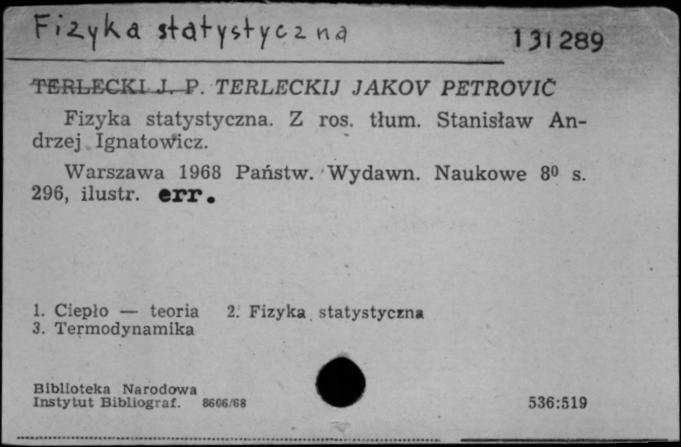 Fizyka statystyczna
131289
TERLECKI J. P. TERLECKIJ JAKOV PETROVIČ
Fizyka statystyczna. Z ros. tłum. Stanisław An-
drzej Ignatowicz.
Warszawa 1968 Państw. Wydawn. Naukowe 8⁰ s.
296, ilustr. err.
1. Ciepło — teoria 2. Fizyka statystyczna
3. Termodynamika
Biblioteka Narodowa
Instytut Bibliograf. 8606/68
536:519